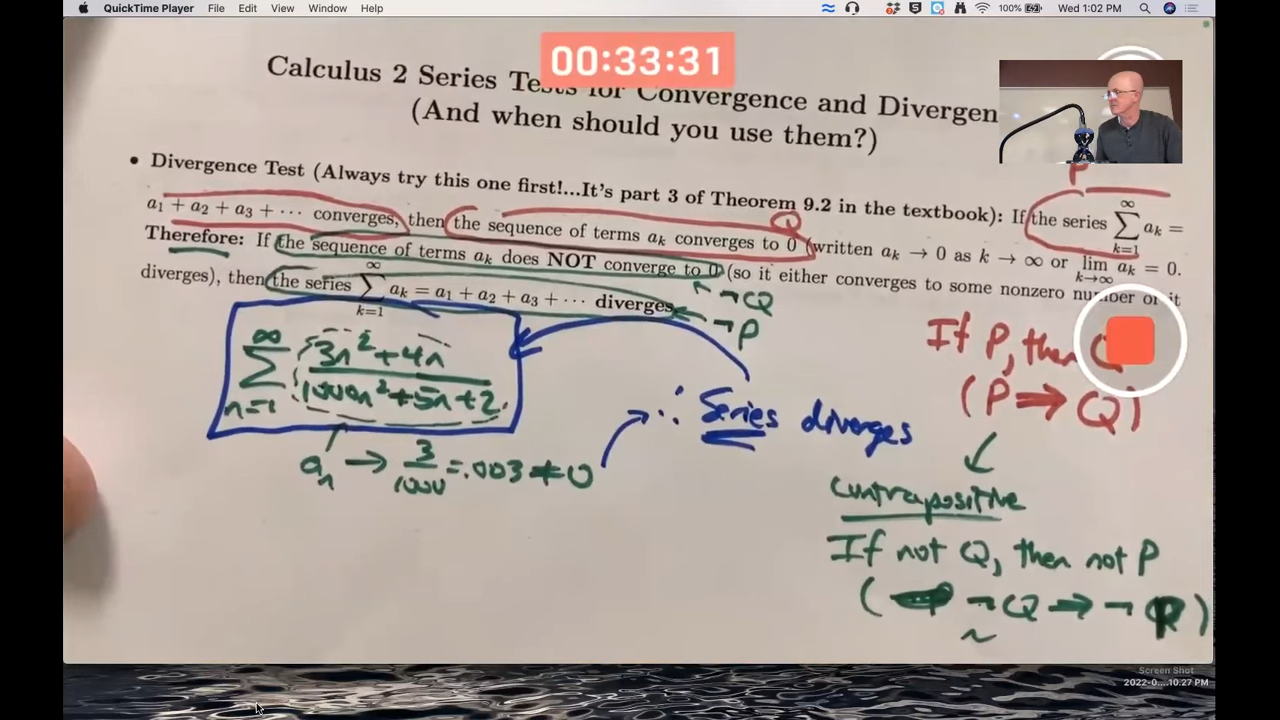 QuickTime Player File Edit View Window Help 100% Wed 1:02 PM
00:33:31
Calculus 2 Series Tests for Convergence and Divergen
(And when should you use them?)
P
• Divergence Test (Always try this one first!...It's part 3 of Theorem 9.2 in the textbook): If the series ∑_{k=1}^{∞} a_k =
Q
a₁ + a₂ + a₃ + ⋯ converges, then the sequence of terms a_k converges to 0 (written a_k → 0 as k → ∞ or lim_{k→∞} a_k = 0.
Therefore: If the sequence of terms a_k does NOT converge to 0 (so it either converges to some nonzero number or it
diverges), then the series ∑_{k=1}^{∞} a_k = a₁ + a₂ + a₃ + ⋯ diverges.
¬Q
¬P
∑_{n=1}^{∞} (3n²+4n)/(1000n²+5n+2)
∴ Series diverges
a_n → 3/1000 = .003 ≠ 0
If P, then Q
(P ⇒ Q)
contrapositive
If not Q, then not P
( ¬Q ⇒ ¬P)
~
Screen Shot
2022-0....10.27 PM